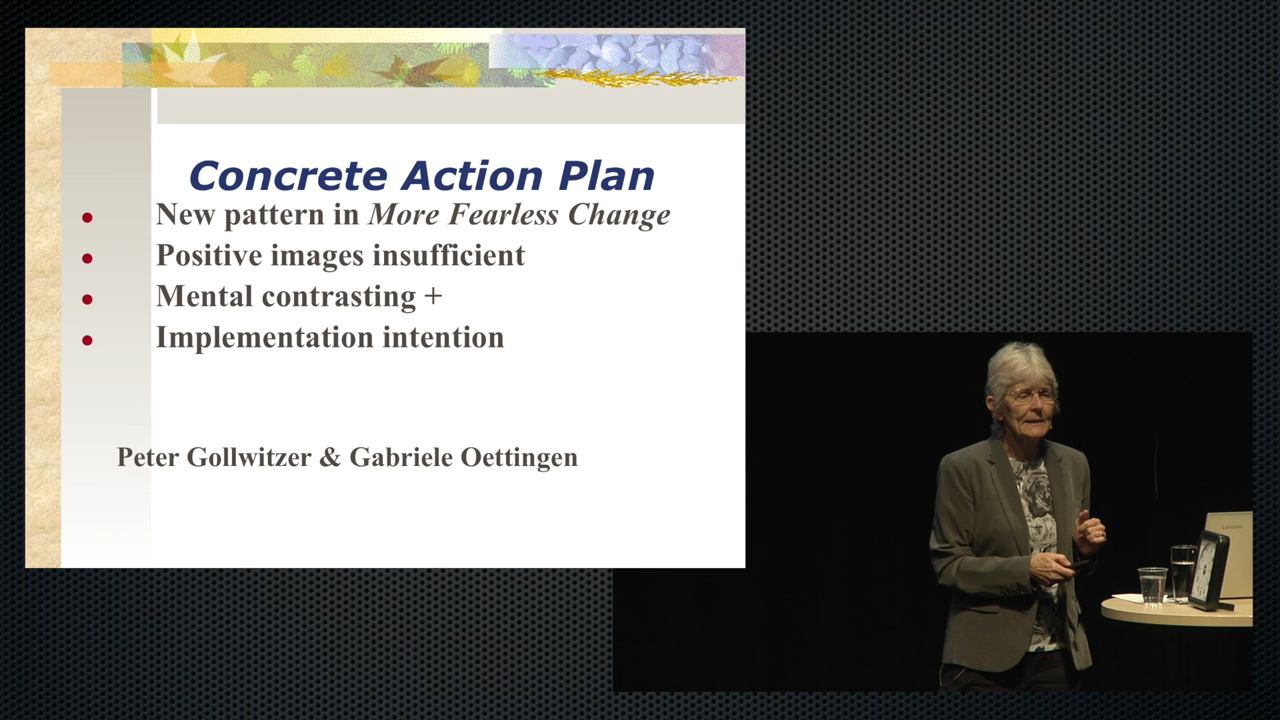 Concrete Action Plan
New pattern in More Fearless Change
Positive images insufficient
Mental contrasting +
Implementation intention
Peter Gollwitzer & Gabriele Oettingen
Lenovo